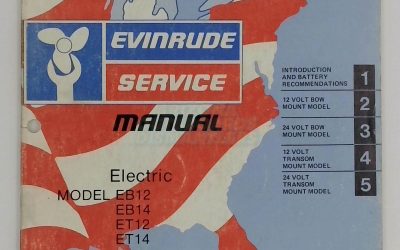 EVINRUDE
SERVICE
MANUAL
Electric
MODEL EB12
EB14
ET12
ET14
INTRODUCTION
AND BATTERY
RECOMMENDATIONS
1
12 VOLT BOW
MOUNT MODEL
2
24 VOLT BOW
MOUNT MODEL
3
12 VOLT
TRANSOM
MOUNT MODEL
4
24 VOLT
TRANSOM
MOUNT MODEL
5